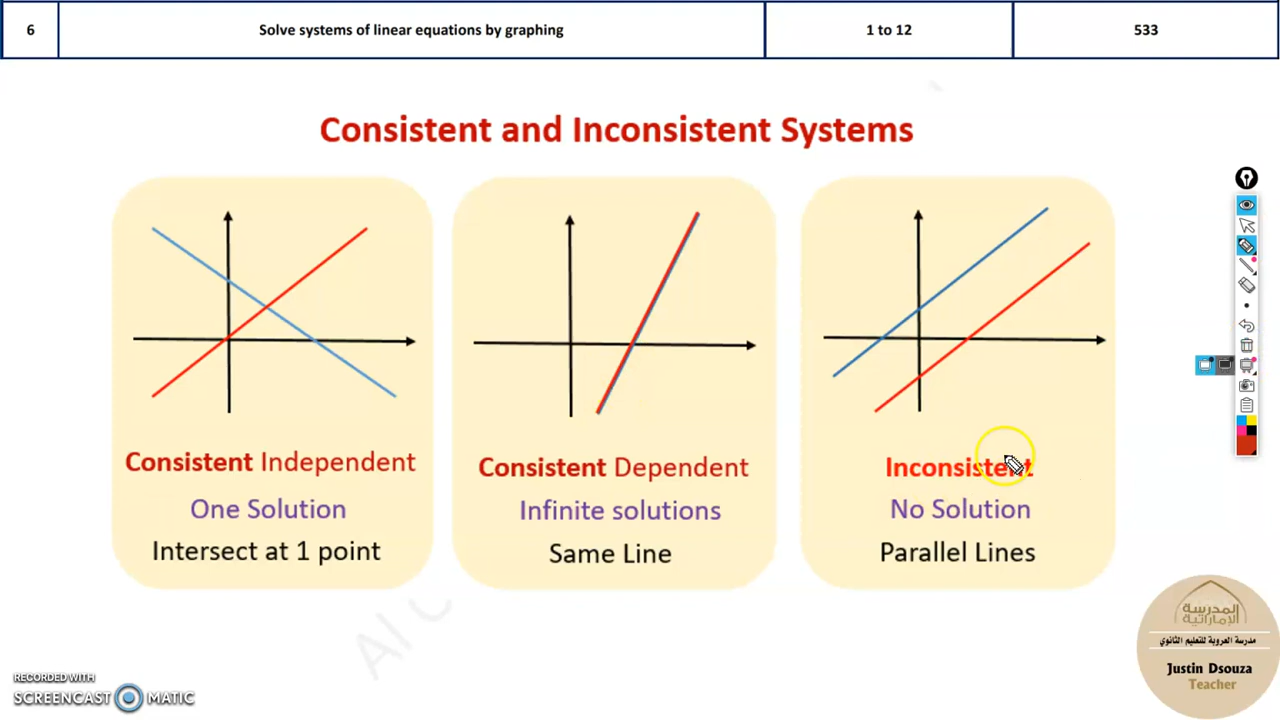 6
Solve systems of linear equations by graphing
1 to 12
533
Consistent and Inconsistent Systems
Consistent Independent
One Solution
Intersect at 1 point
Consistent Dependent
Infinite solutions
Same Line
Inconsistent
No Solution
Parallel Lines
المدرسة
الإماراتية
مدرسة العروبة للتعليم الثانوي
Justin Dsouza
Teacher
RECORDED WITH
SCREENCAST MATIC